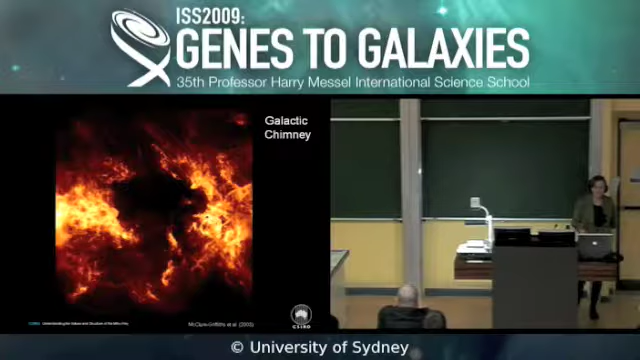 ISS2009:
GENES TO GALAXIES
35th Professor Harry Messel International Science School
Galactic
Chimney
McClure-Griffiths et al. (2003)
CSIRO
© University of Sydney